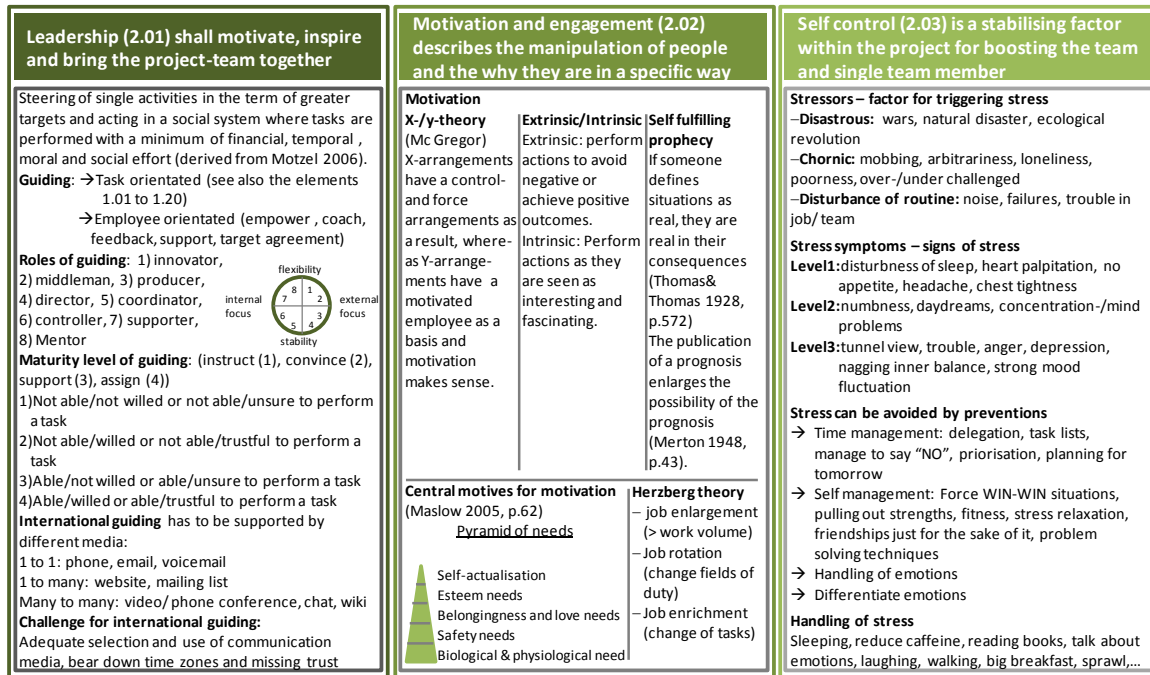 Leadership (2.01) shall motivate, inspire
and bring the project-team together
Steering of single activities in the term of greater
targets and acting in a social system where tasks are
performed with a minimum of financial, temporal ,
moral and social effort (derived from Motzel 2006).
Guiding: →Task orientated (see also the elements
1.01 to 1.20)
→Employee orientated (empower , coach,
feedback, support, target agreement)
Roles of guiding: 1) innovator,
2) middleman, 3) producer,
4) director, 5) coordinator,
6) controller, 7) supporter,
8) Mentor
flexibility
internal
focus
8 1
7 2
6 3
5 4
external
focus
stability
Maturity level of guiding: (instruct (1), convince (2),
support (3), assign (4))
1)Not able/not willed or not able/unsure to perform
a task
2)Not able/willed or not able/trustful to perform a
task
3)Able/not willed or able/unsure to perform a task
4)Able/willed or able/trustful to perform a task
International guiding has to be supported by
different media:
1 to 1: phone, email, voicemail
1 to many: website, mailing list
Many to many: video/ phone conference, chat, wiki
Challenge for international guiding:
Adequate selection and use of communication
media, bear down time zones and missing trust
Motivation and engagement (2.02)
describes the manipulation of people
and the why they are in a specific way
Motivation
X-/y-theory
(Mc Gregor)
X-arrangements
have a control-
and force
arrangements as
a result, where-
as Y-arrange-
ments have a
motivated
employee as a
basis and
motivation
makes sense.
Extrinsic/Intrinsic
Extrinsic: perform
actions to avoid
negative or
achieve positive
outcomes.
Intrinsic: Perform
actions as they
are seen as
interesting and
fascinating.
Self fulfilling
prophecy
If someone
defines
situations as
real, they are
real in their
consequences
(Thomas&
Thomas 1928,
p.572)
The publication
of a prognosis
enlarges the
possibility of the
prognosis
(Merton 1948,
p.43).
Central motives for motivation
(Maslow 2005, p.62)
Pyramid of needs
Self-actualisation
Esteem needs
Belongingness and love needs
Safety needs
Biological & physiological need
Herzberg theory
– job enlargement
(> work volume)
–Job rotation
(change fields of
duty)
–Job enrichment
(change of tasks)
Self control (2.03) is a stabilising factor
within the project for boosting the team
and single team member
Stressors – factor for triggering stress
–Disastrous: wars, natural disaster, ecological
revolution
–Chornic: mobbing, arbitrariness, loneliness,
poorness, over-/under challenged
–Disturbance of routine: noise, failures, trouble in
job/ team
Stress symptoms – signs of stress
Level1:disturbness of sleep, heart palpitation, no
appetite, headache, chest tightness
Level2:numbness, daydreams, concentration-/mind
problems
Level3:tunnel view, trouble, anger, depression,
nagging inner balance, strong mood
fluctuation
Stress can be avoided by preventions
→ Time management: delegation, task lists,
manage to say “NO”, priorisation, planning for
tomorrow
→ Self management: Force WIN-WIN situations,
pulling out strengths, fitness, stress relaxation,
friendships just for the sake of it, problem
solving techniques
→ Handling of emotions
→ Differentiate emotions
Handling of stress
Sleeping, reduce caffeine, reading books, talk about
emotions, laughing, walking, big breakfast, sprawl,...